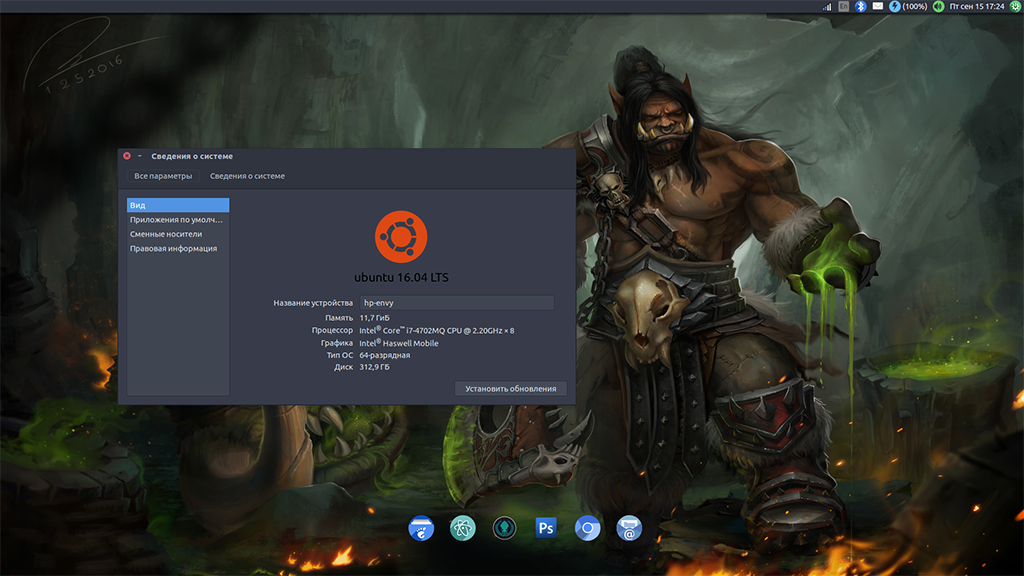 En (100%) Пт сен 15 17:24
12.5.2016
Сведения о системе
Все параметры Сведения о системе
Вид
Приложения по умолч...
Сменные носители
Правовая информация
ubuntu 16.04 LTS
Название устройства hp-envy
Память 11,7 ГиБ
Процессор Intel® Core™ i7-4702MQ CPU @ 2.20GHz × 8
Графика Intel® Haswell Mobile
Тип ОС 64-разрядная
Диск 312,9 ГБ
Установить обновления
Ps
@